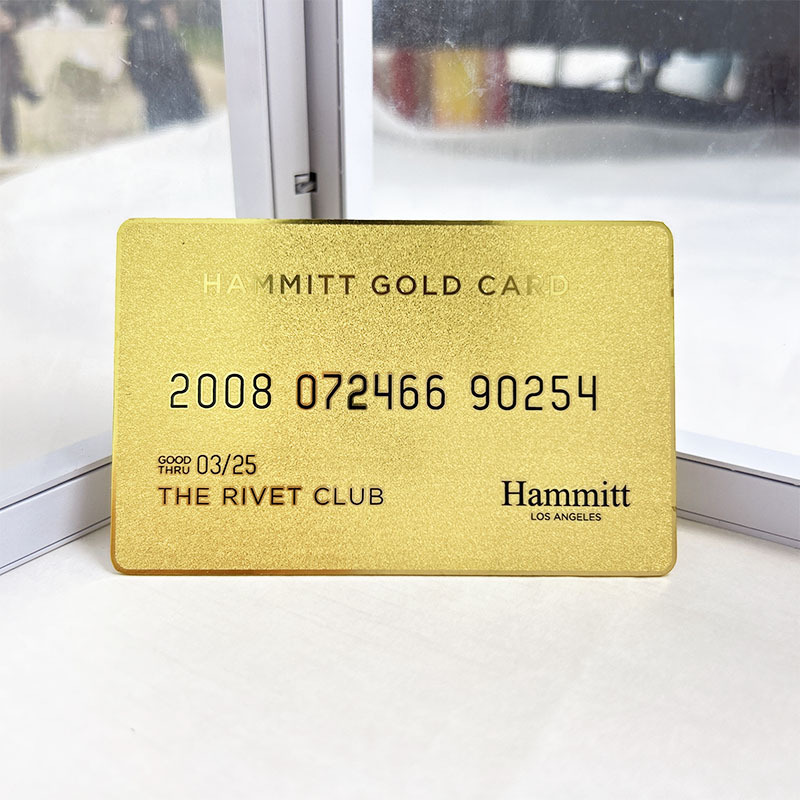 HAMMITT GOLD CARD
2008 072466 90254
GOOD
THRU 03/25
THE RIVET CLUB
Hammitt
LOS ANGELES